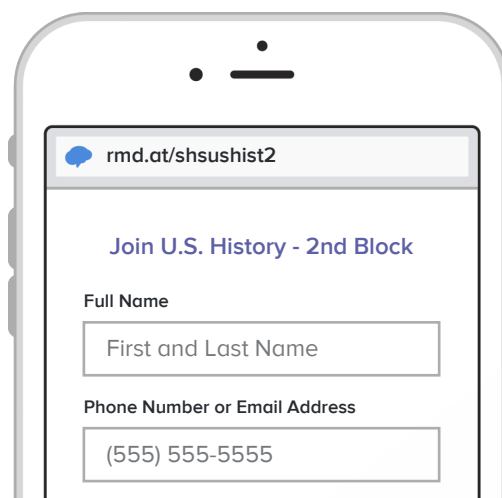 rmd.at/shsushist2
Join U.S. History - 2nd Block
Full Name
First and Last Name
Phone Number or Email Address
(555) 555-5555